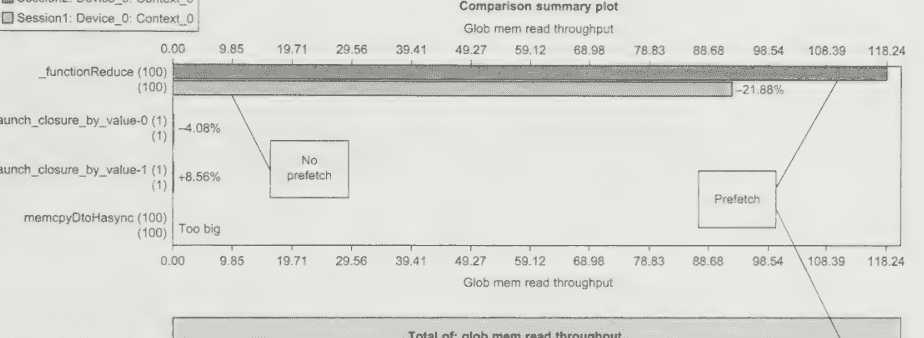 Session2: Device_0: Context_0
Session1: Device_0: Context_0
Comparison summary plot
Glob mem read throughput
0.00 9.85 19.71 29.56 39.41 49.27 59.12 68.98 78.83 88.68 98.54 108.39 118.24
_functionReduce (100)
(100)
–21.88%
aunch_closure_by_value-0 (1)
(1)
–4.08%
aunch_closure_by_value-1 (1)
(1)
+8.56%
No
prefetch
Prefetch
memcpyDtoHasync (100)
(100)
Too big
0.00 9.85 19.71 29.56 39.41 49.27 59.12 68.98 78.83 88.68 98.54 108.39 118.24
Glob mem read throughput
Total of: glob mem read throughput